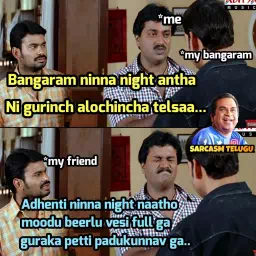 *me
*my bangaram
Bangaram ninna night antha
Ni gurinch alochincha telsaa...
SARCASM TELUGU
*my friend
Adhenti ninna night naatho
moodu beerlu vesi full ga
guraka petti padukunnav ga..